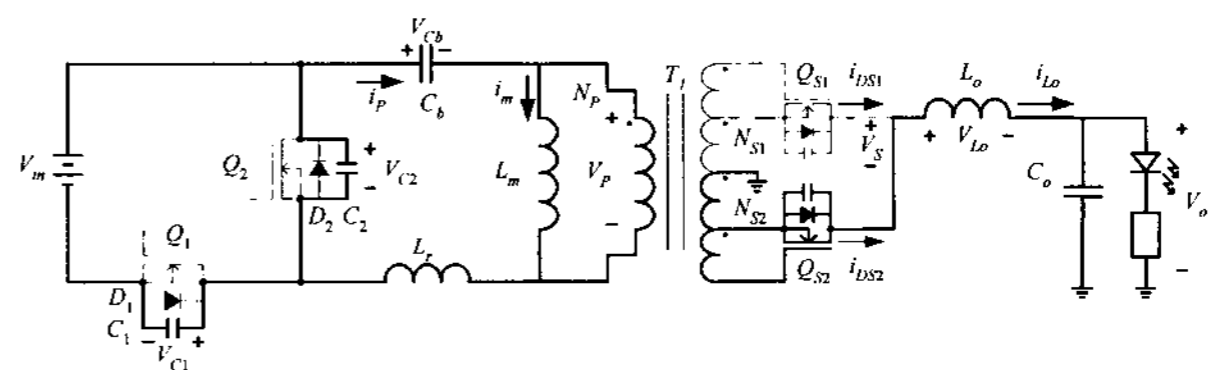 V_Cb
+ −
i_P
C_b
i_m
N_P
T_f
Q_S1
i_DS1
L_o
i_Lo
V_in
Q_2
+
V_C2
−
D_2 C_2
L_m
+
V_P
−
N_S1
+
V_S
−
+ V_Lo −
C_o
+
V_o
−
N_S2
Q_S2
i_DS2
Q_1
L_r
D_1
C_1
− +
V_C1